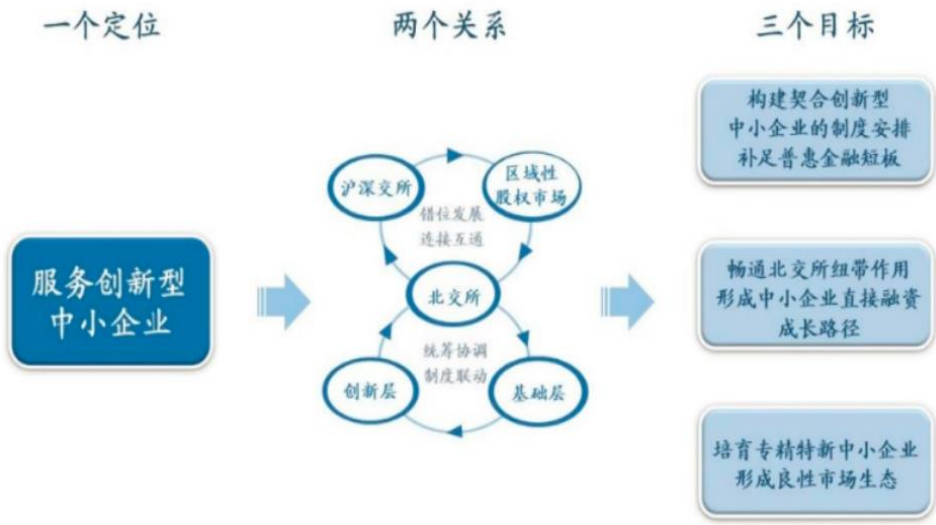 一个定位
两个关系
三个目标
服务创新型
中小企业
沪深交所
区域性
股权市场
错位发展
连接互通
北交所
统筹协调
制度联动
创新层
基础层
构建契合创新型
中小企业的制度安排
补足普惠金融短板
畅通北交所纽带作用
形成中小企业直接融资
成长路径
培育专精特新中小企业
形成良性市场生态